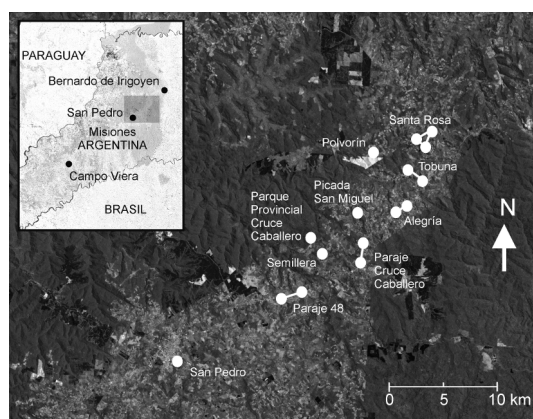 PARAGUAY
Bernardo de Irigoyen
San Pedro
Misiones
ARGENTINA
Campo Viera
BRASIL
Santa Rosa
Polvorín
Tobuna
Parque
Provincial
Cruce
Caballero
Picada
San Miguel
Alegría
N
Semillera
Paraje
Cruce
Caballero
Paraje 48
San Pedro
0 5 10 km